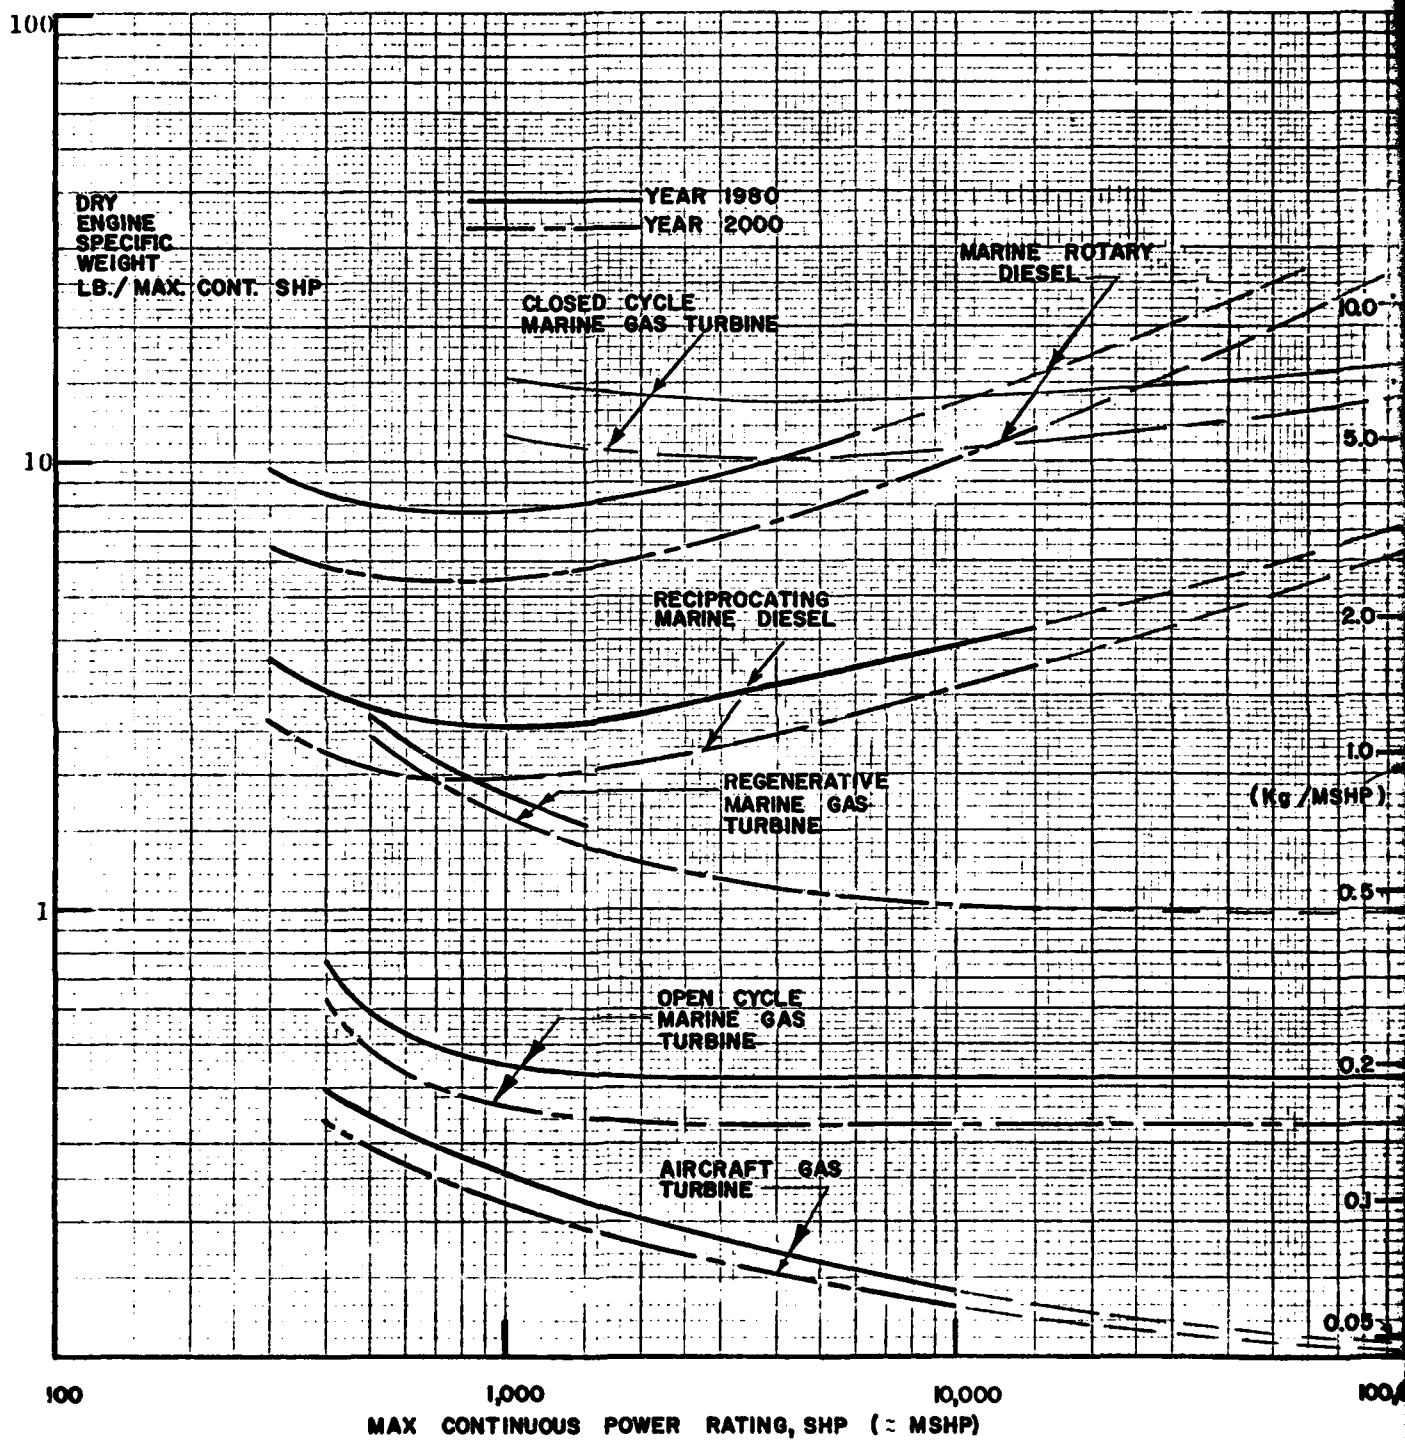 100
DRY
ENGINE
SPECIFIC
WEIGHT
LB./MAX. CONT. SHP
YEAR 1980
YEAR 2000
MARINE ROTARY
DIESEL
CLOSED CYCLE
MARINE GAS TURBINE
10.0
10
5.0
RECIPROCATING
MARINE DIESEL
2.0
1.0
REGENERATIVE
MARINE GAS
TURBINE
(Kg/MSHP)
0.5
1
OPEN CYCLE
MARINE GAS
TURBINE
0.2
AIRCRAFT GAS
TURBINE
0.1
0.05
100
1,000
10,000
100,
MAX CONTINUOUS POWER RATING, SHP (≈ MSHP)